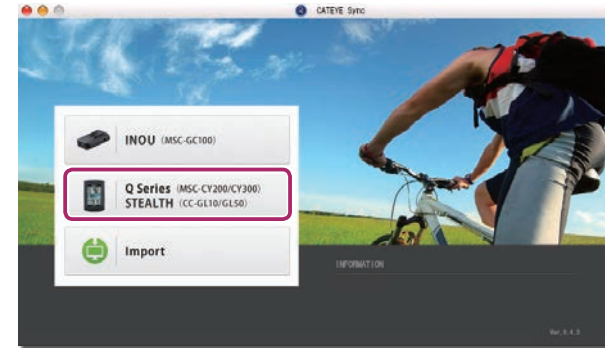 CATEYE Sync
INOU (MSC-GC100)
Q Series (MSC-CY200/CY300)
STEALTH (CC-GL10/GL50)
Import
INFORMATION